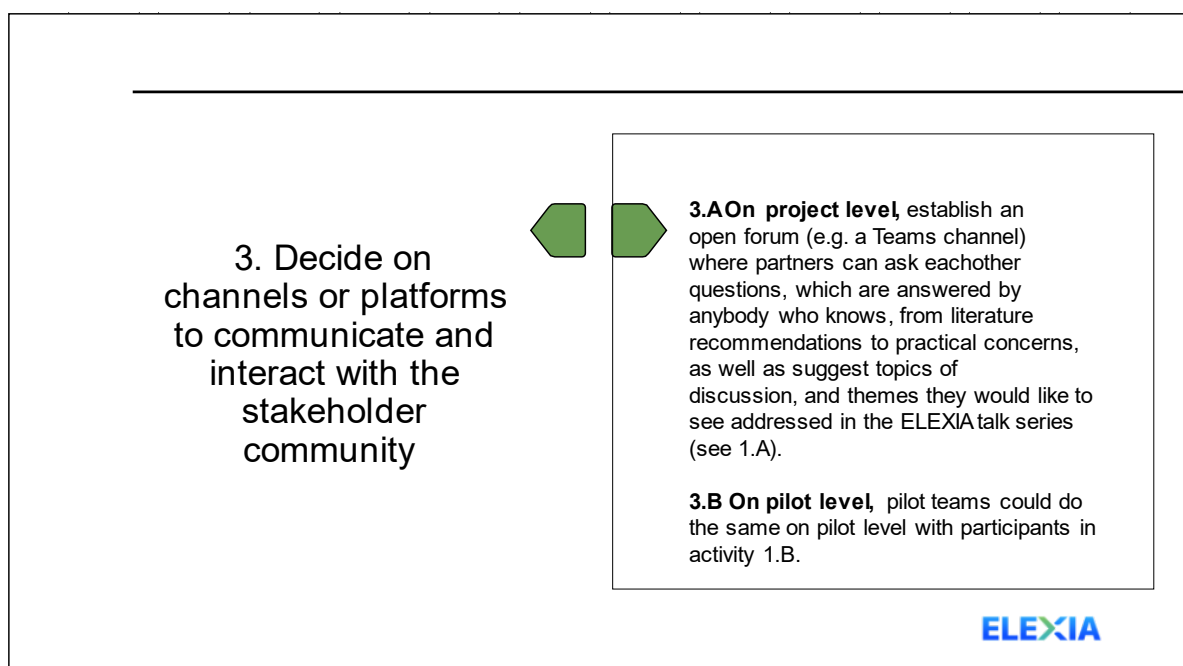 3. Decide on
channels or platforms
to communicate and
interact with the
stakeholder
community
3.AOn project level, establish an
open forum (e.g. a Teams channel)
where partners can ask eachother
questions, which are answered by
anybody who knows, from literature
recommendations to practical concerns,
as well as suggest topics of
discussion, and themes they would like to
see addressed in the ELEXIA talk series
(see 1.A).
3.B On pilot level, pilot teams could do
the same on pilot level with participants in
activity 1.B.
ELEXIA